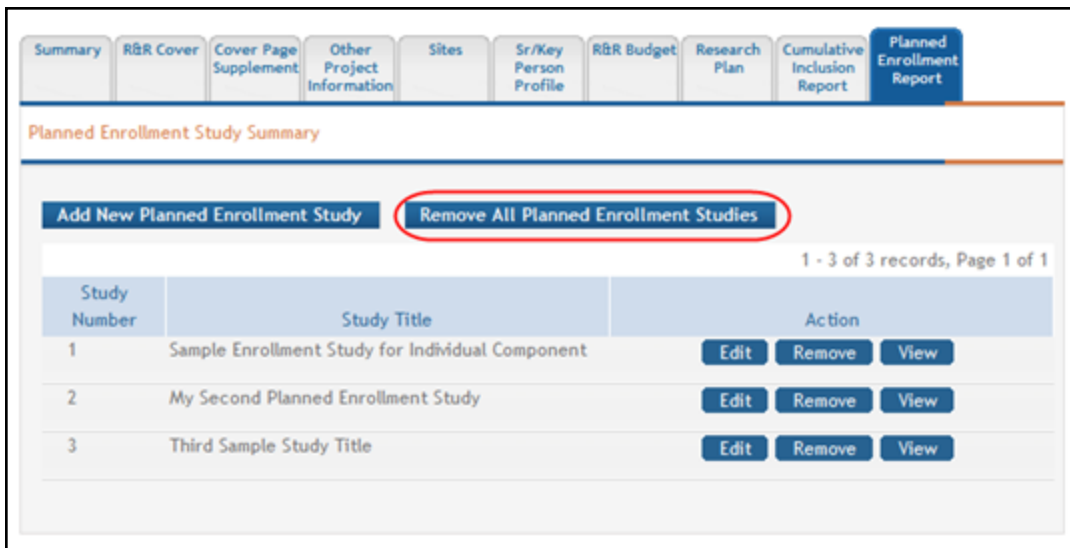 Summary
R&R Cover
Cover Page
Supplement
Other
Project
Information
Sites
Sr/Key
Person
Profile
R&R Budget
Research
Plan
Cumulative
Inclusion
Report
Planned
Enrollment
Report
Planned Enrollment Study Summary
Add New Planned Enrollment Study
Remove All Planned Enrollment Studies
1 - 3 of 3 records, Page 1 of 1
Study
Number
Study Title
Action
1 Sample Enrollment Study for Individual Component Edit Remove View
2 My Second Planned Enrollment Study Edit Remove View
3 Third Sample Study Title Edit Remove View